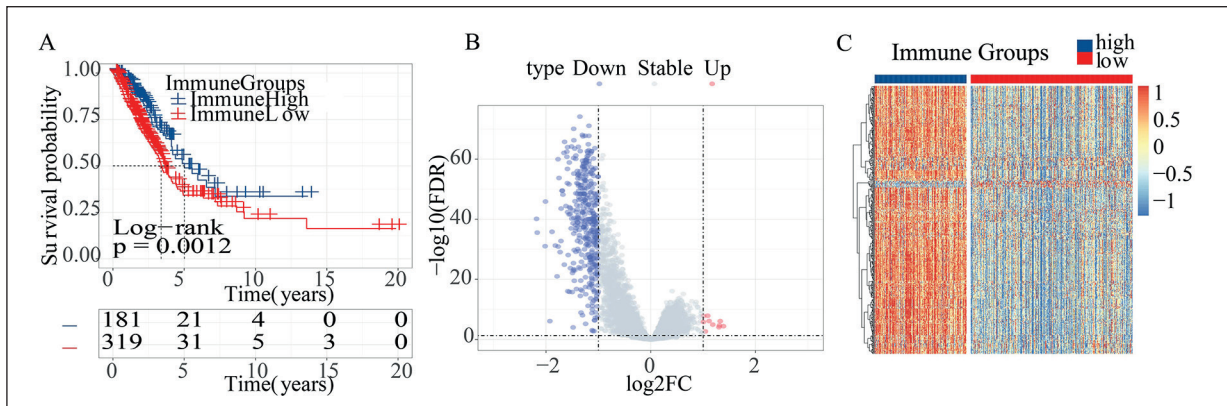 A
ImmuneGroups
ImmuneHigh
ImmuneLow
Survival probability
1.00
0.75
0.50
0.25
0.00
Log-rank
p = 0.0012
0 5 10 15 20
Time(years)
181 21 4 0 0
319 31 5 3 0
0 5 10 15 20
Time(years)
B
type Down Stable Up
-log10(FDR)
60
40
20
0
-2 0 2
log2FC
C
Immune Groups
high
low
1
0.5
0
-0.5
-1